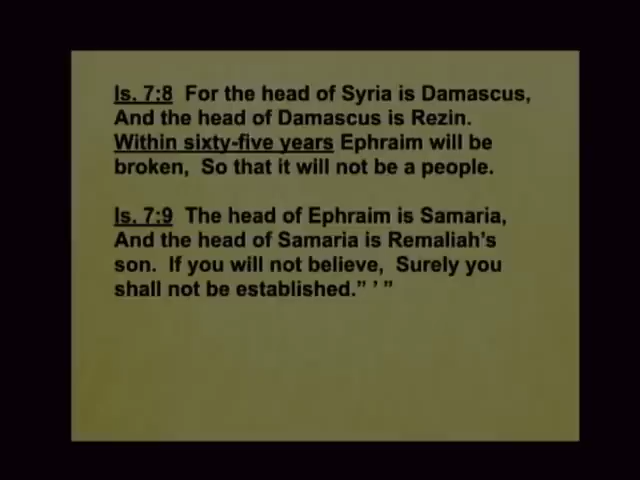 Is. 7:8  For the head of Syria is Damascus,
And the head of Damascus is Rezin.
Within sixty-five years Ephraim will be
broken,  So that it will not be a people.
Is. 7:9  The head of Ephraim is Samaria,
And the head of Samaria is Remaliah’s
son.  If you will not believe,  Surely you
shall not be established.” ’ ”